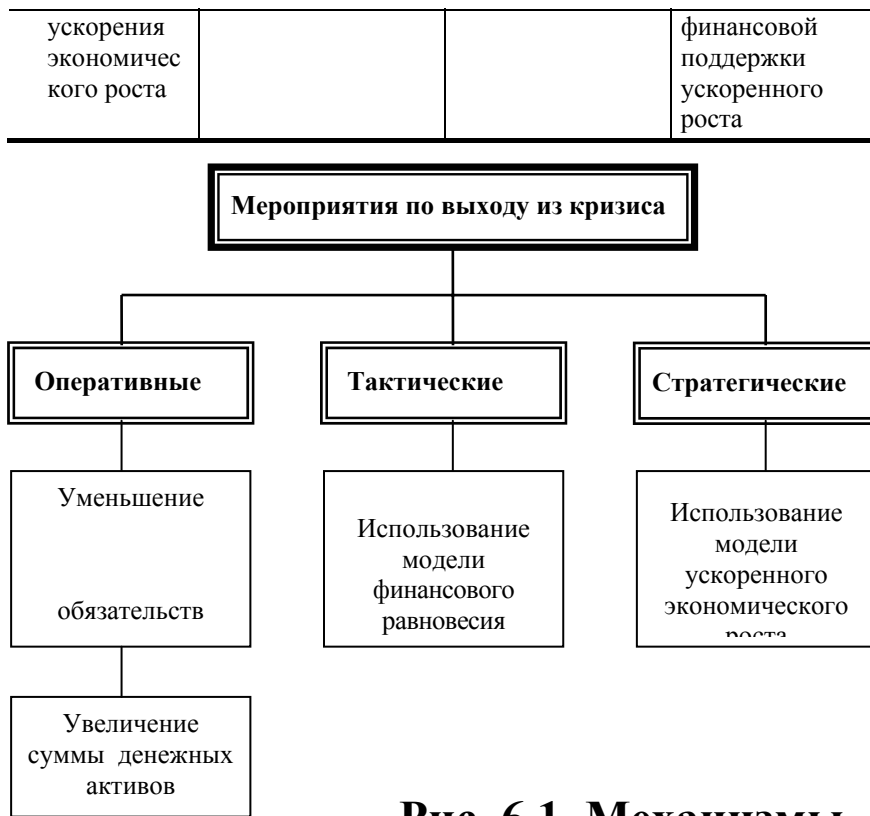 ускорения
экономичес
кого роста
финансовой
поддержки
ускоренного
роста
Мероприятия по выходу из кризиса
Оперативные
Тактические
Стратегические
Уменьшение
обязательств
Использование
модели
финансового
равновесия
Использование
модели
ускоренного
экономического
роста
Увеличение
суммы денежных
активов
Рис. 6.1. Механизмы